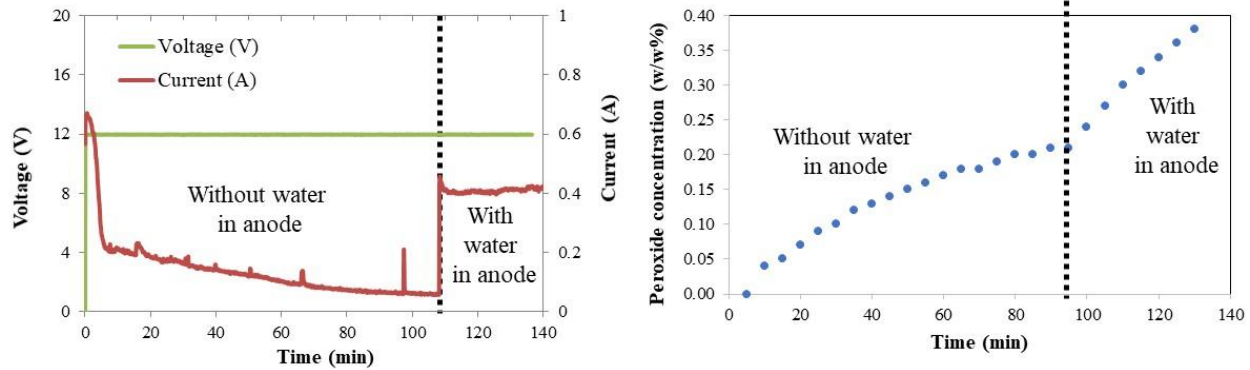 20
16
12
8
4
0
Voltage (V)
Voltage (V)
Current (A)
Without water
in anode
With
water
in anode
1
0.8
0.6
0.4
0.2
0
Current (A)
0 20 40 60 80 100 120 140
Time (min)
0.40
0.35
0.30
0.25
0.20
0.15
0.10
0.05
0.00
Peroxide concentration (w/w%)
Without water
in anode
With
water
in anode
0 20 40 60 80 100 120 140
Time (min)